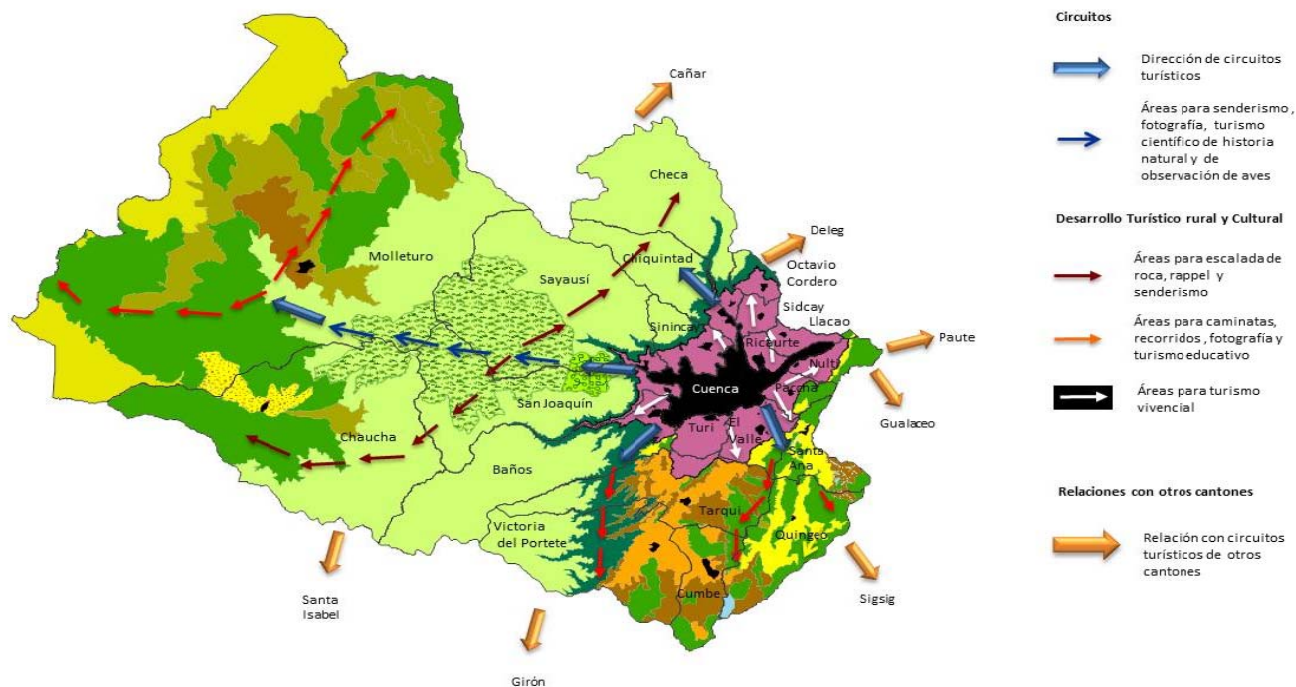 Cañar
Checa
Deleg
Molleturo
Chiquintad
Octavio
Cordero
Sayausí
Sidcay
Llacao
Sinincay
Ricaurte
Paute
Nulti
Cuenca
Paccha
San Joaquín
Gualaceo
Turi
El
Valle
Chaucha
Santa
Ana
Baños
Tarqui
Victoria
del Portete
Quingeo
Cumbe
Sigsig
Santa
Isabel
Girón
Circuitos
Dirección de circuitos
turísticos
Áreas para senderismo,
fotografía, turismo
científico de historia
natural y de
observación de aves
Desarrollo Turístico rural y Cultural
Áreas para escalada de
roca, rappel y
senderismo
Áreas para caminatas,
recorridos, fotografía y
turismo educativo
Áreas para turismo
vivencial
Relaciones con otros cantones
Relación con circuitos
turísticos de otros
cantones